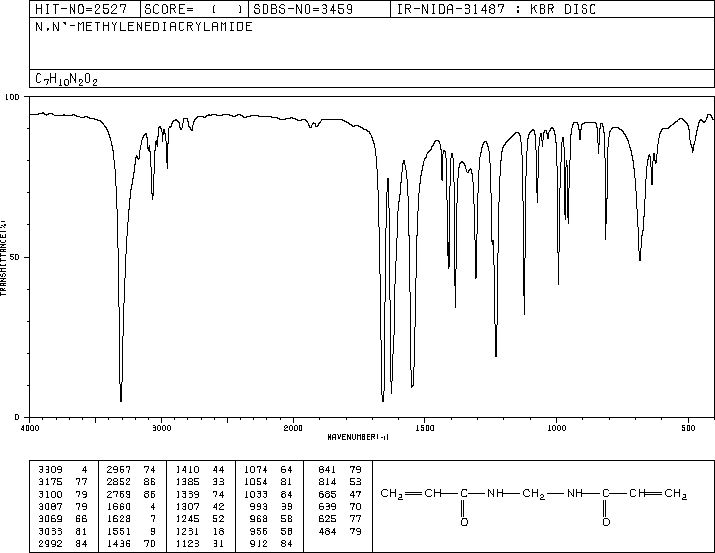 HIT-NO=2527 SCORE= ( ) SDBS-NO=3459 IR-NIDA-31487 : KBR DISC
N,N'-METHYLENEDIACRYLAMIDE
C7H10N2O2
100
50
0
TRANSMITTANCE(%)
4000 3000 2000 1500 1000 500
WAVENUMBER(-1)
3309 4 2967 74 1410 44 1074 64 841 79
3175 77 2852 86 1385 33 1054 81 814 53
3100 79 2769 86 1339 74 1033 84 685 47
3087 79 1660 4 1307 42 993 39 639 70
3069 66 1628 7 1245 52 968 58 625 77
3033 81 1551 9 1231 18 956 58 484 79
2992 84 1436 70 1123 31 912 84
CH2=CH—C—NH—CH2—NH—C—CH=CH2
O O